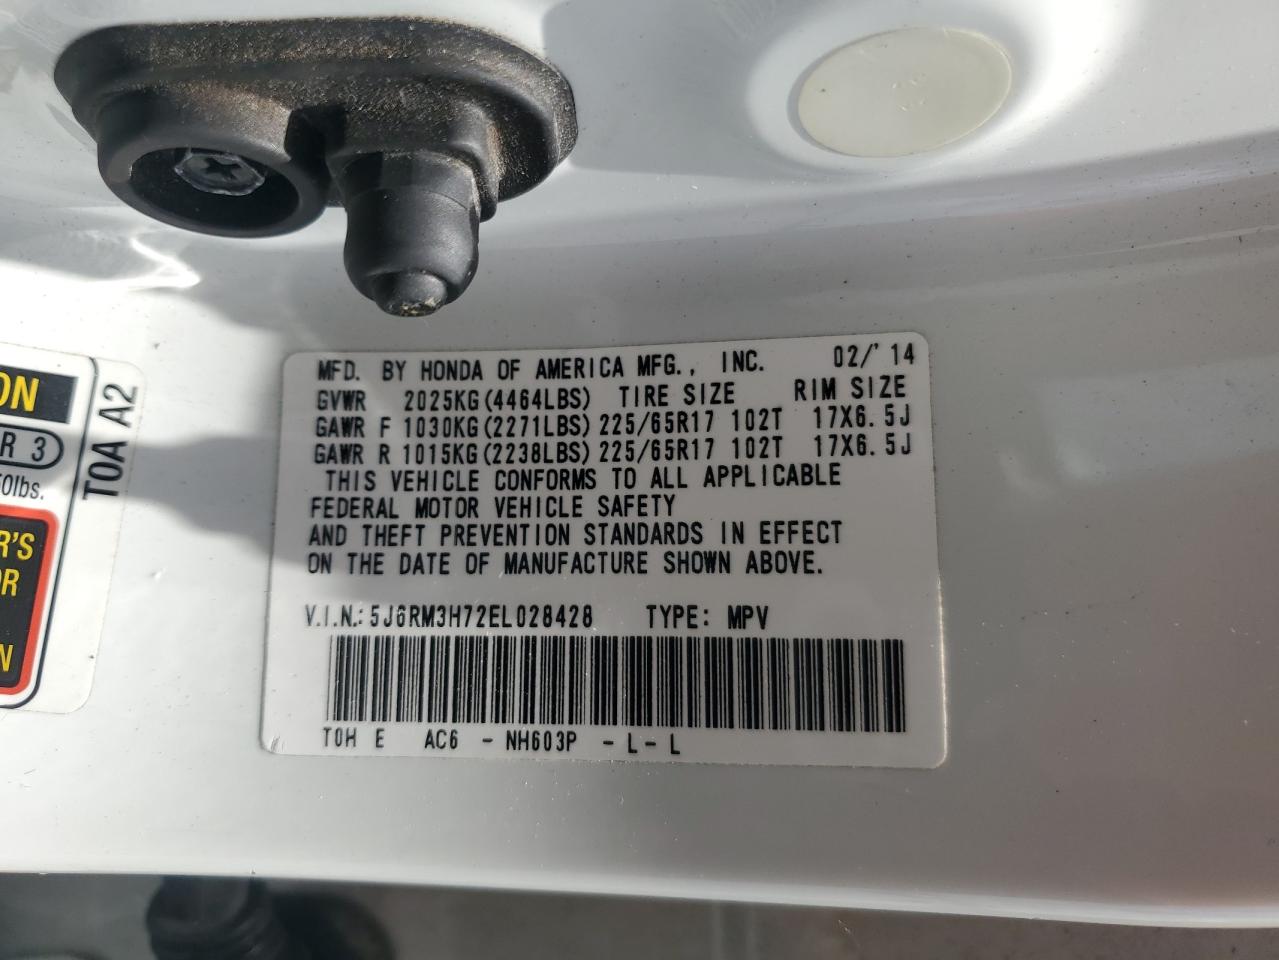 MFD. BY HONDA OF AMERICA MFG., INC. 02/'14
GVWR 2025KG(4464LBS) TIRE SIZE RIM SIZE
GAWR F 1030KG(2271LBS) 225/65R17 102T 17X6.5J
GAWR R 1015KG(2238LBS) 225/65R17 102T 17X6.5J
THIS VEHICLE CONFORMS TO ALL APPLICABLE
FEDERAL MOTOR VEHICLE SAFETY
AND THEFT PREVENTION STANDARDS IN EFFECT
ON THE DATE OF MANUFACTURE SHOWN ABOVE.
V.I.N.: 5J6RM3H72EL028428 TYPE: MPV
T0H E AC6 - NH603P - L- L
ON
R 3
50lbs.
R'S
OR
N
T0A A2